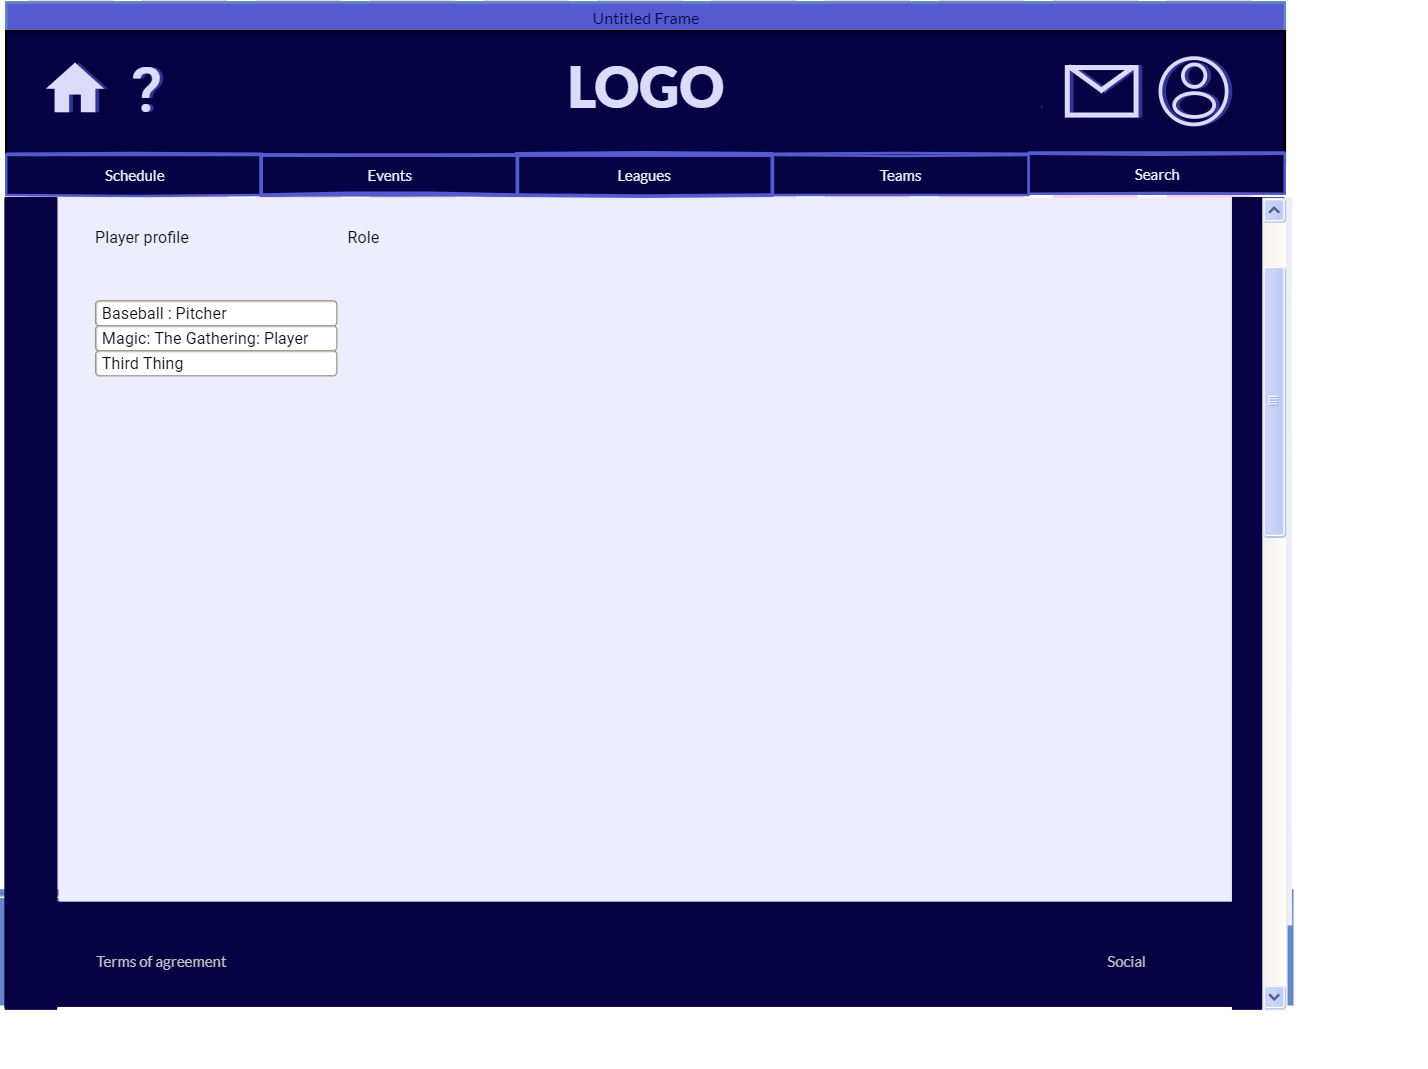 Untitled Frame
?
LOGO
Schedule Events Leagues Teams Search
Player profile Role
Baseball : Pitcher
Magic: The Gathering: Player
Third Thing
Terms of agreement Social